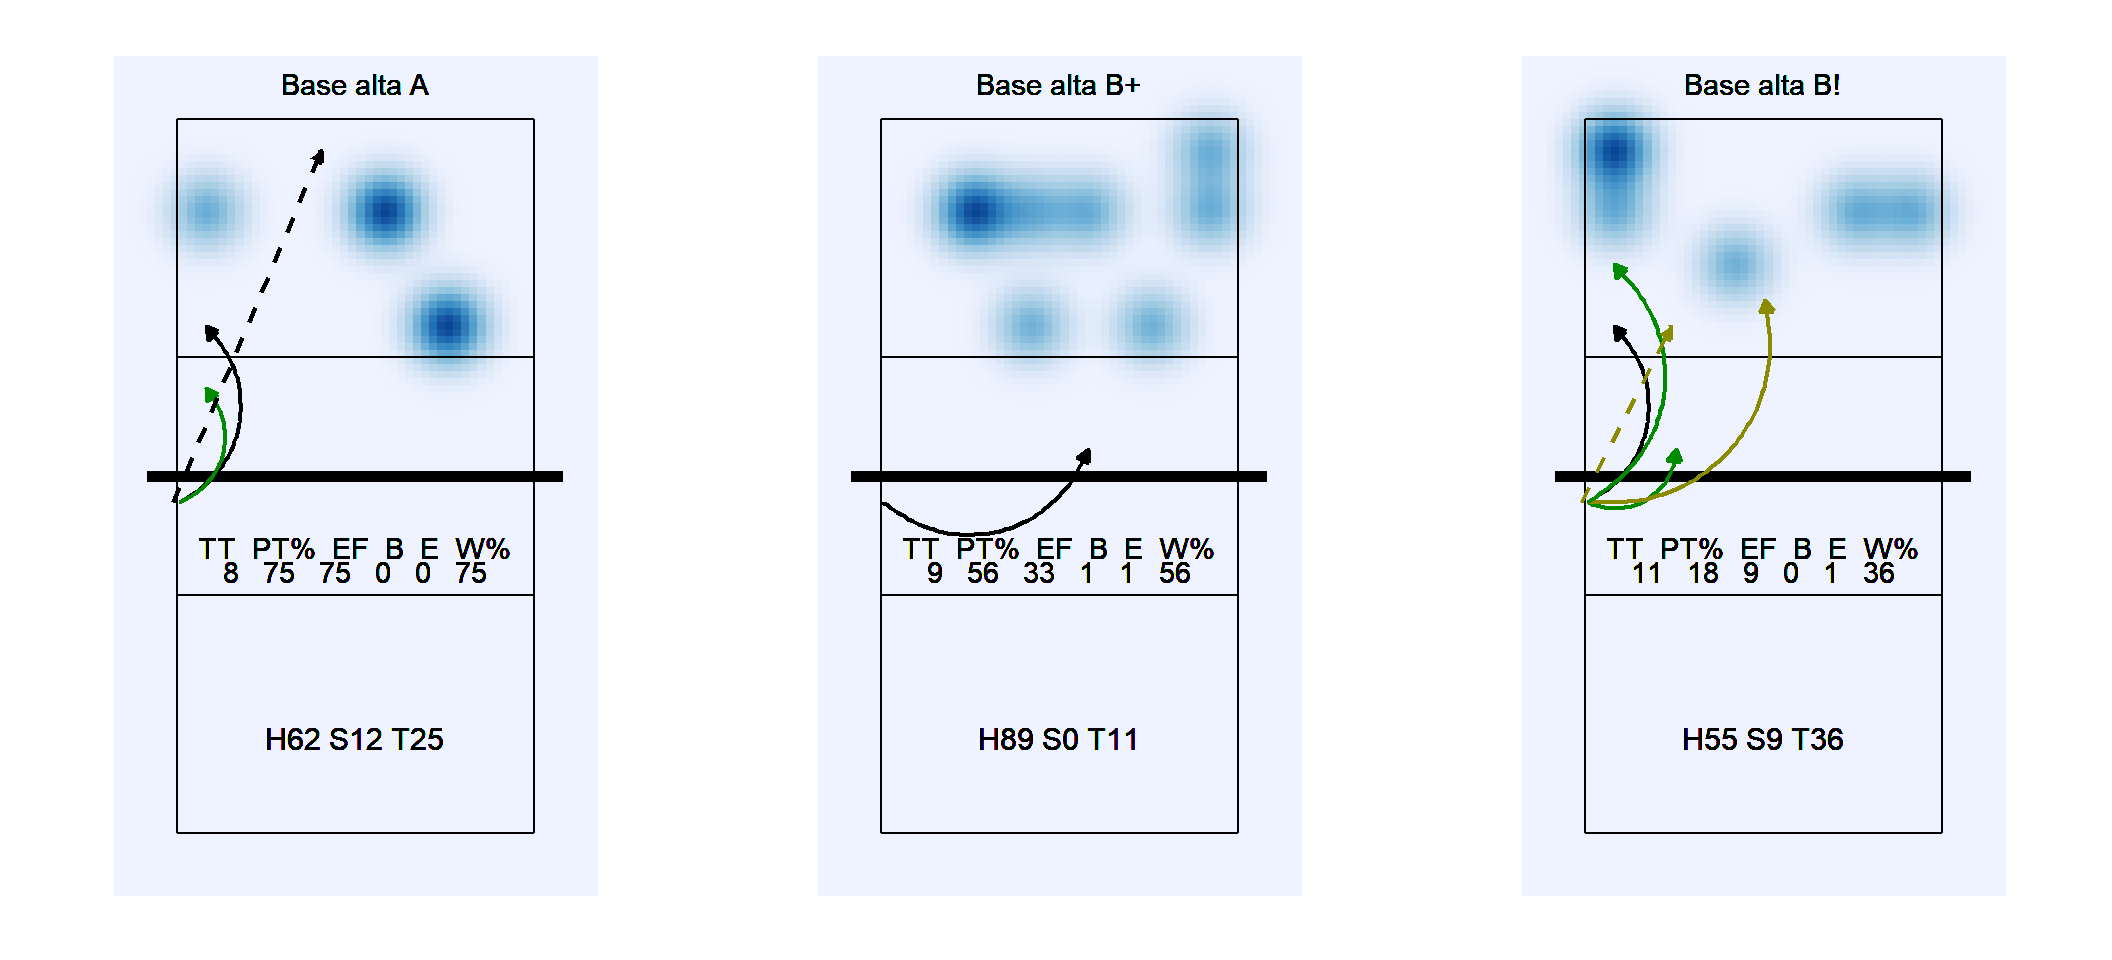 Base alta A
TT PT% EF B E W%
8 75 75 0 0 75
H62 S12 T25
Base alta B+
TT PT% EF B E W%
9 56 33 1 1 56
H89 S0 T11
Base alta B!
TT PT% EF B E W%
11 18 9 0 1 36
H55 S9 T36